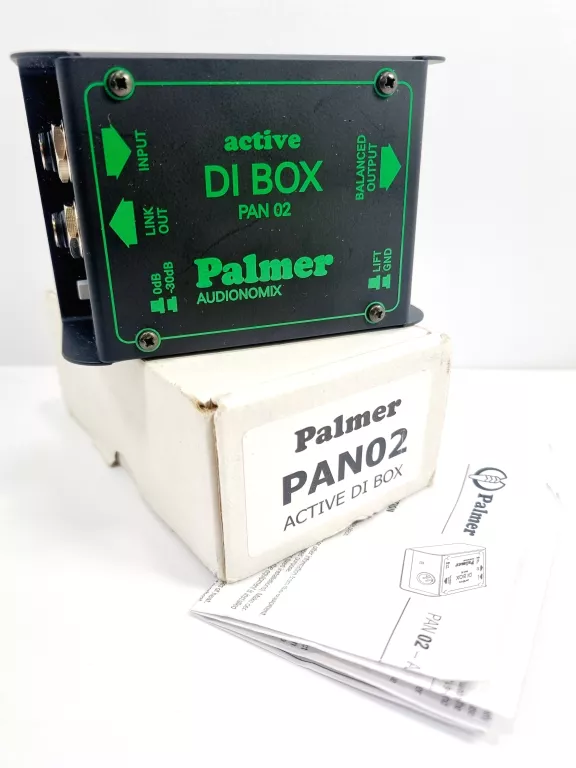 active
DI BOX
PAN 02
Palmer
AUDIONOMIX
INPUT
LINK
OUT
0dB
-30dB
BALANCED
OUTPUT
LIFT
GND
Palmer
PAN02
ACTIVE DI BOX
Palmer
Palmer
DI BOX
PAN 02 – A